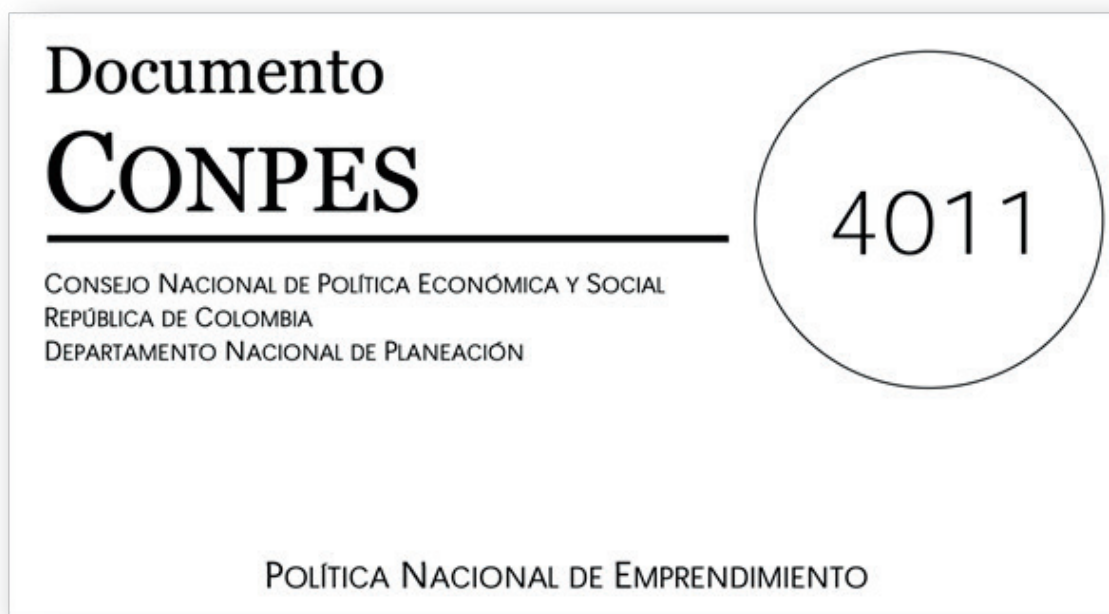 Documento
CONPES
4011
CONSEJO NACIONAL DE POLÍTICA ECONÓMICA Y SOCIAL
REPÚBLICA DE COLOMBIA
DEPARTAMENTO NACIONAL DE PLANEACIÓN
POLÍTICA NACIONAL DE EMPRENDIMIENTO